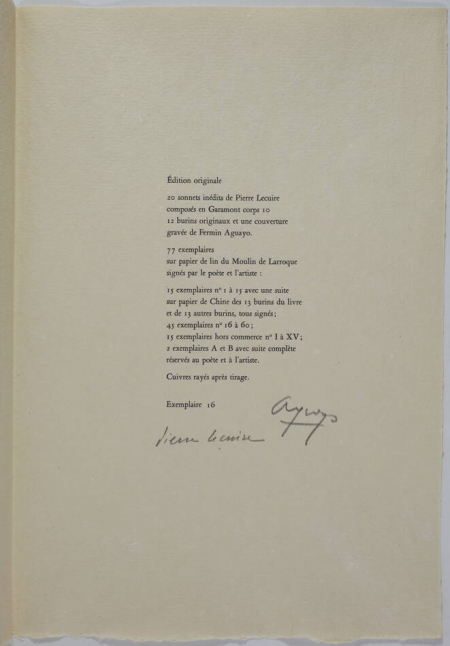 Édition originale
20 sonnets inédits de Pierre Lecuire
composés en Garamont corps 10
12 burins originaux et une couverture
gravée de Fermin Aguayo.
77 exemplaires
sur papier de lin du Moulin de Larroque
signés par le poète et l'artiste :
15 exemplaires nº 1 à 15 avec une suite
sur papier de Chine des 13 burins du livre
et de 13 autres burins, tous signés ;
45 exemplaires nº 16 à 60 ;
15 exemplaires hors commerce nº I à XV ;
2 exemplaires A et B avec suite complète
réservés au poète et à l'artiste.
Cuivres rayés après tirage.
Exemplaire 16
Aguayo
Pierre Lecuire